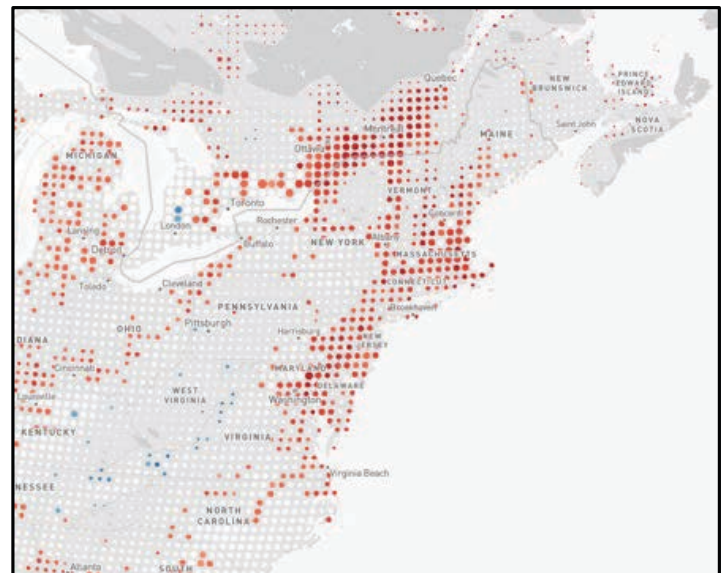 Quebec
NEW
BRUNSWICK
PRINCE
EDWARD
ISLAND
Montreal
Saint John
NOVA
SCOTIA
Ottawa
MAINE
MICHIGAN
VERMONT
Toronto
Concord
London
Rochester
Lansing
NEW YORK
Albany
Buffalo
Detroit
MASSACHUSETTS
CONNECTICUT
Toledo
Cleveland
PENNSYLVANIA
Brookhaven
OHIO
Pittsburgh
Harrisburg
NEW
JERSEY
DIANA
Cincinnati
MARYLAND
DELAWARE
WEST
VIRGINIA
Washington
Louisville
KENTUCKY
VIRGINIA
Virginia Beach
NESSEE
NORTH
CAROLINA
Atlanta
SOUTH